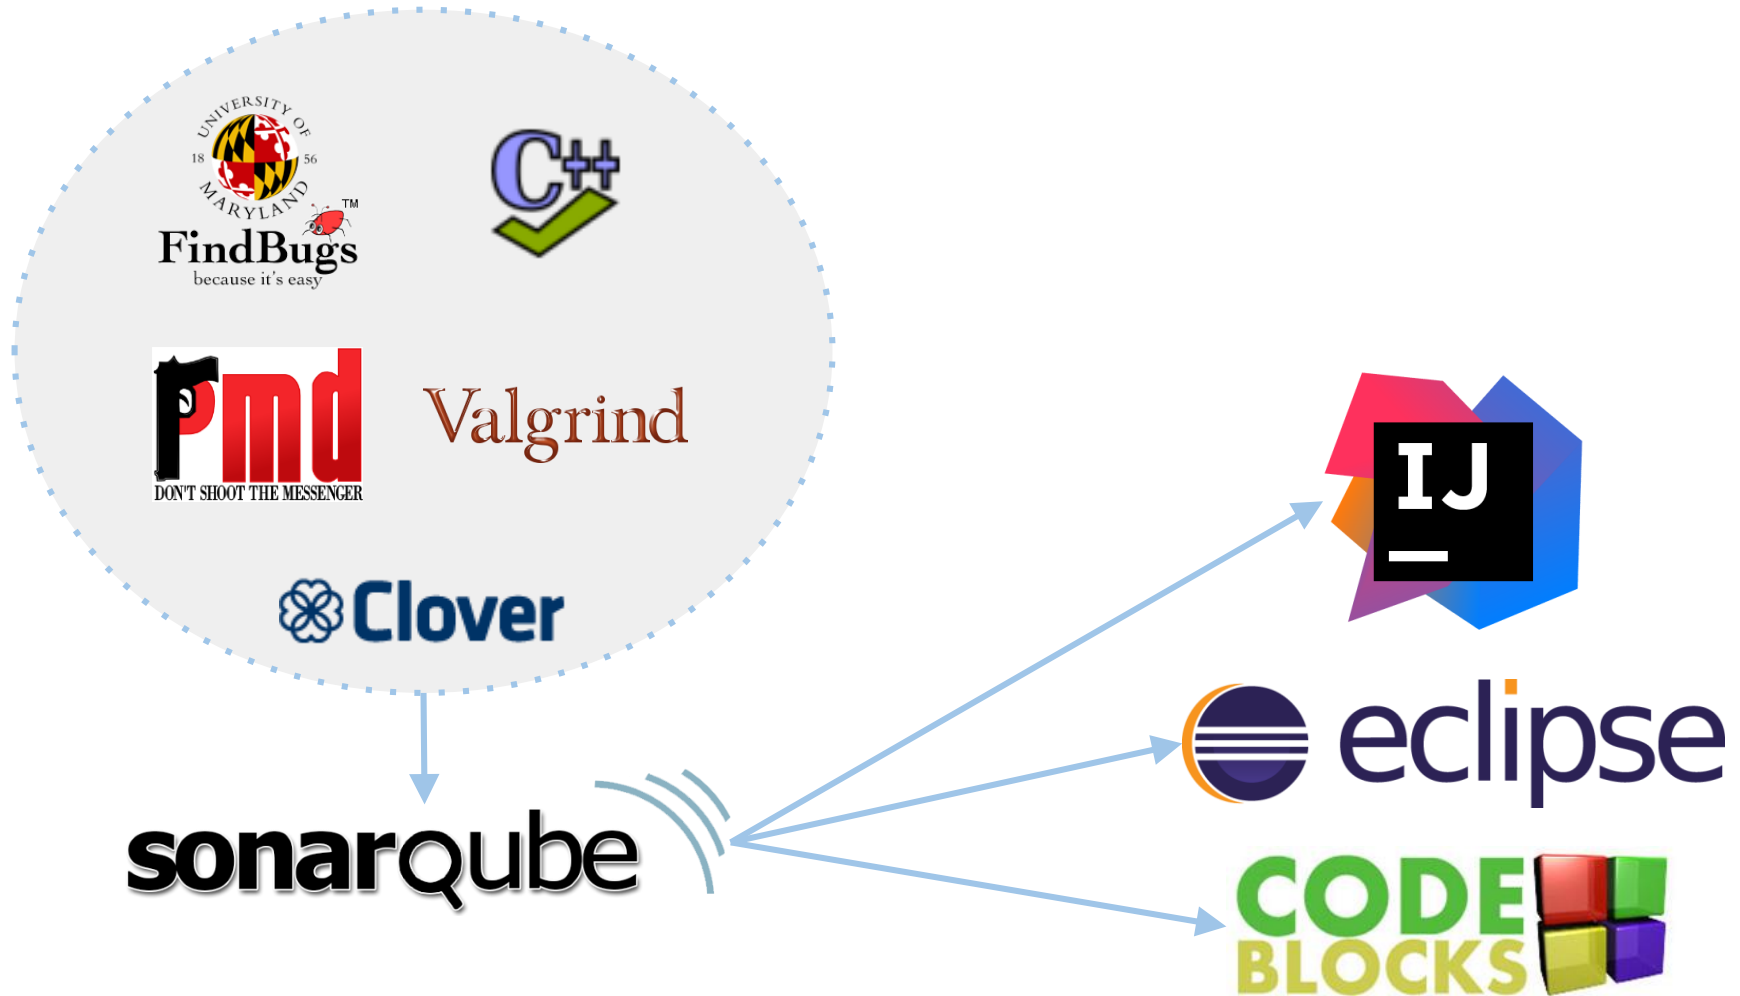 UNIVERSITY OF
18 56
MARYLAND
TM
FindBugs
because it's easy
C++
Pmd
DON'T SHOOT THE MESSENGER
Valgrind
Clover
sonarqube
IJ
eclipse
CODE
BLOCKS